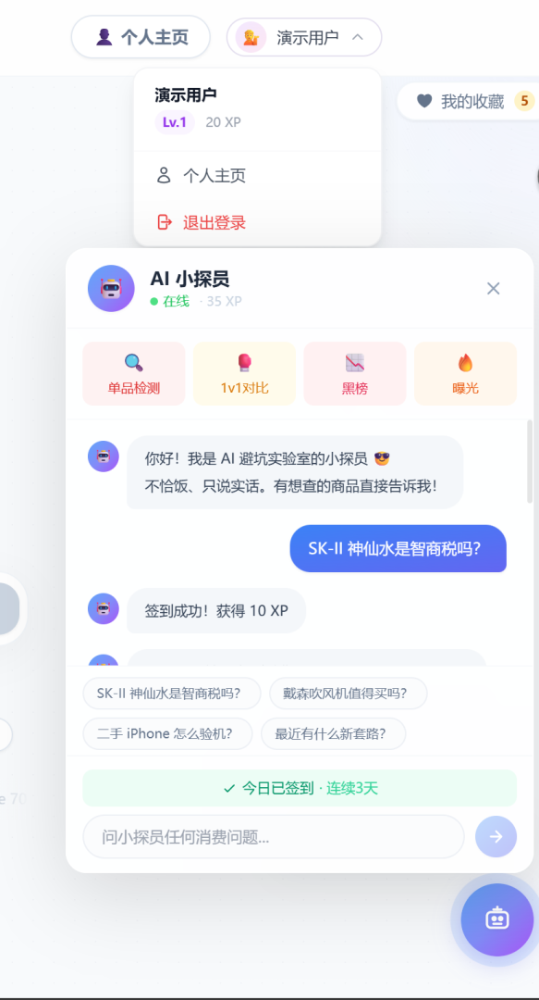 个人主页
演示用户
我的收藏 5
演示用户
Lv.1 20 XP
个人主页
退出登录
AI 小探员
在线 · 35 XP
单品检测
1v1对比
黑榜
曝光
你好！我是 AI 避坑实验室的小探员 😎
不恰饭、只说实话。有想查的商品直接告诉我！
SK-II 神仙水是智商税吗？
签到成功！获得 10 XP
SK-II 神仙水是智商税吗？
戴森吹风机值得买吗？
二手 iPhone 怎么验机？
最近有什么新套路？
今日已签到 · 连续3天
问小探员任何消费问题...